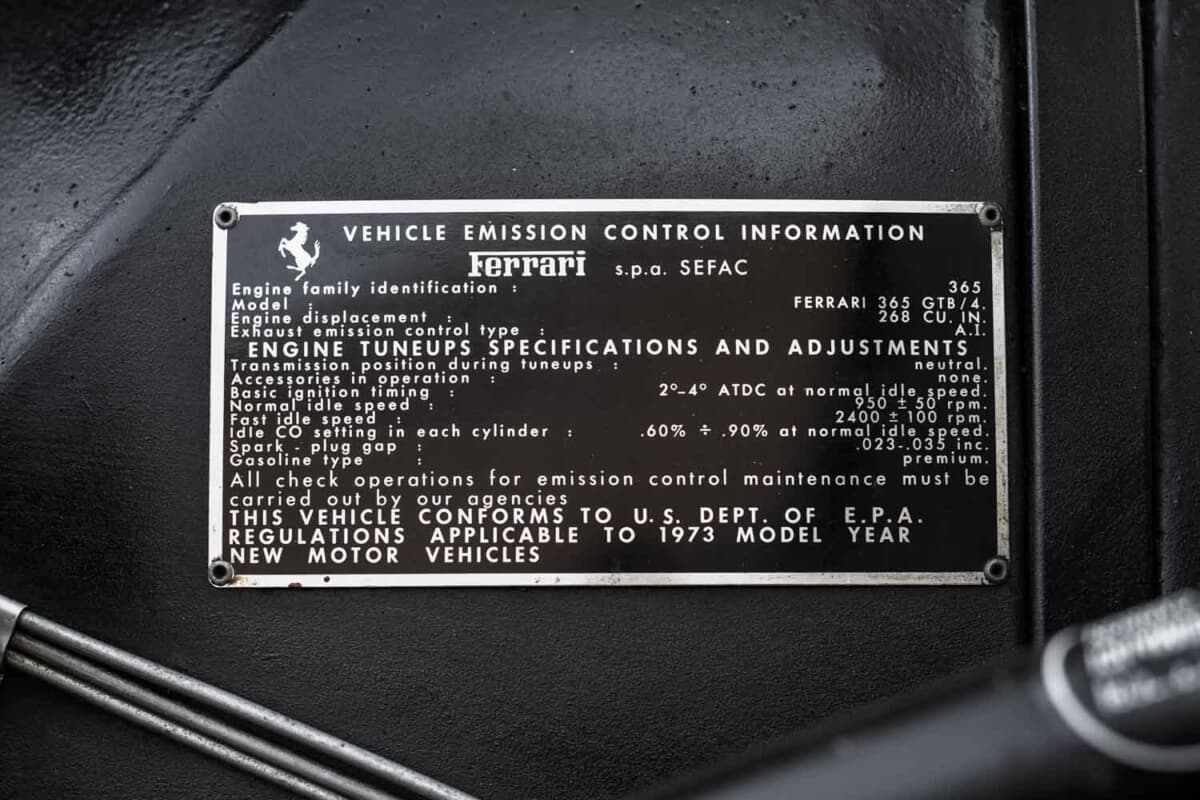 VEHICLE EMISSION CONTROL INFORMATION
Ferrari s.p.a. SEFAC
Engine family identification : 365
Model : FERRARI 365 GTB/4.
Engine displacement : 268 CU. IN.
Exhaust emission control type : A.I.
ENGINE TUNEUPS SPECIFICATIONS AND ADJUSTMENTS
Transmission position during tuneups : neutral.
Accessories in operation : none.
Basic ignition timing : 2°-4° ATDC at normal idle speed.
Normal idle speed : 950 ± 50 rpm.
Fast idle speed : 2400 ± 100 rpm.
Idle CO setting in each cylinder : .60% ÷ .90% at normal idle speed.
Spark - plug gap : .023-.035 inc.
Gasoline type : premium.
All check operations for emission control maintenance must be
carried out by our agencies
THIS VEHICLE CONFORMS TO U.S. DEPT. OF E.P.A.
REGULATIONS APPLICABLE TO 1973 MODEL YEAR
NEW MOTOR VEHICLES